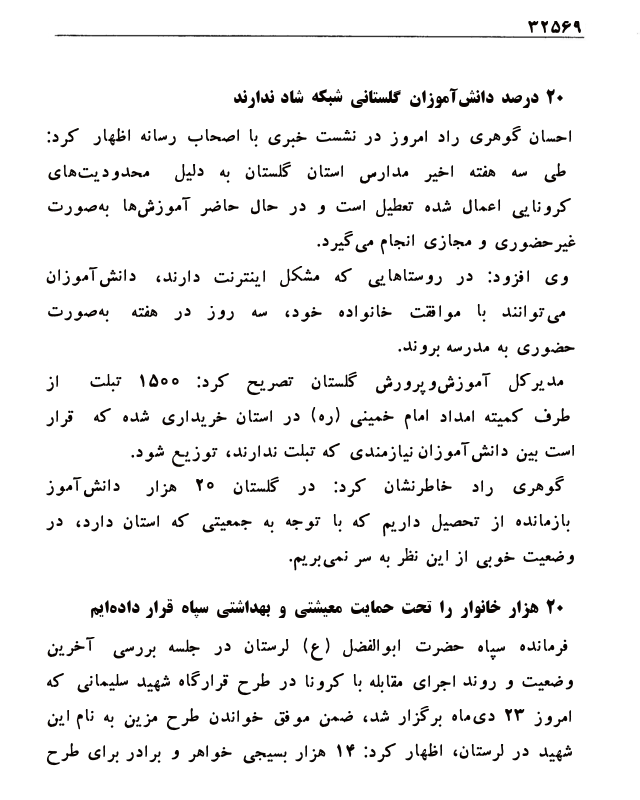 ۳۲۵۶۹
۲۰ درصد دانش‌آموزان گلستانی شبکه شاد ندارند
احسان گوهری راد امروز در نشست خبری با اصحاب رسانه اظهار کرد:
طی سه هفته اخیر مدارس استان گلستان به دلیل محدودیت‌های
کرونایی اعمال شده تعطیل است و در حال حاضر آموزش‌ها به‌صورت
غیرحضوری و مجازی انجام می‌گیرد.
وی افزود: در روستاهایی که مشکل اینترنت دارند، دانش‌آموزان
می‌توانند با موافقت خانواده خود، سه روز در هفته به‌صورت
حضوری به مدرسه بروند.
مدیرکل آموزش‌وپرورش گلستان تصریح کرد: ۱۵۰۰ تبلت از
طرف کمیته امداد امام خمینی (ره) در استان خریداری شده که قرار
است بین دانش‌آموزان نیازمندی که تبلت ندارند، توزیع شود.
گوهری راد خاطرنشان کرد: در گلستان ۲۰ هزار دانش‌آموز
بازمانده از تحصیل داریم که با توجه به جمعیتی که استان دارد، در
وضعیت خوبی از این نظر به سر نمی‌بریم.
۲۰ هزار خانوار را تحت حمایت معیشتی و بهداشتی سپاه قرار داده‌ایم
فرمانده سپاه حضرت ابوالفضل (ع) لرستان در جلسه بررسی آخرین
وضعیت و روند اجرای مقابله با کرونا در طرح قرارگاه شهید سلیمانی که
امروز ۲۳ دی‌ماه برگزار شد، ضمن موفق خواندن طرح مزین به نام این
شهید در لرستان، اظهار کرد: ۱۴ هزار بسیجی خواهر و برادر برای طرح